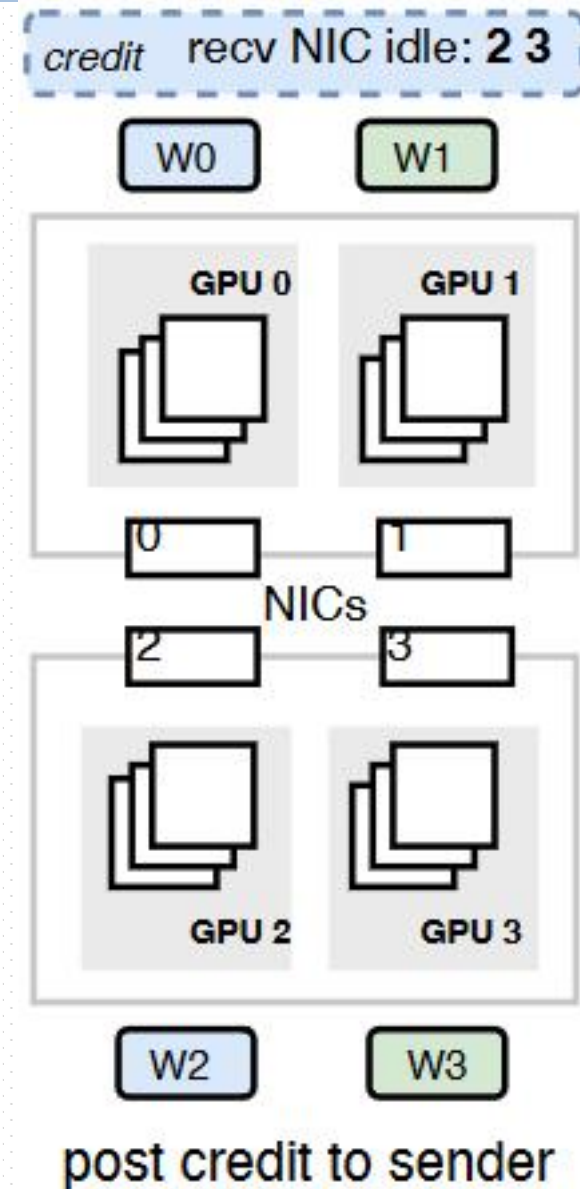 credit recv NIC idle: 2 3
W0 W1
GPU 0 GPU 1
0 1
NICs
2 3
GPU 2 GPU 3
W2 W3
post credit to sender